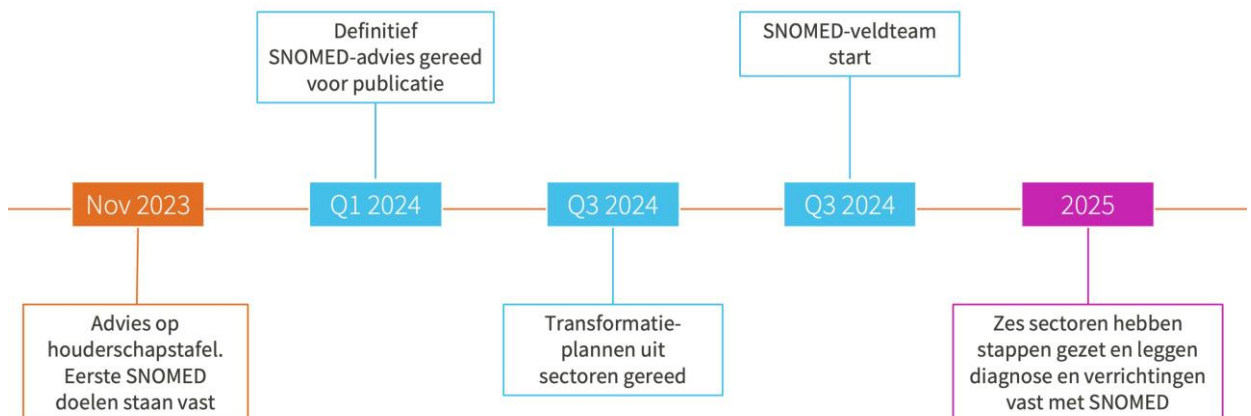 Definitief
SNOMED-advies gereed
voor publicatie
SNOMED-veldteam
start
Nov 2023
Q1 2024
Q3 2024
Q3 2024
2025
Advies op
houderschapstafel.
Eerste SNOMED
doelen staan vast
Transformatie-
plannen uit
sectoren gereed
Zes sectoren hebben
stappen gezet en leggen
diagnose en verrichtingen
vast met SNOMED